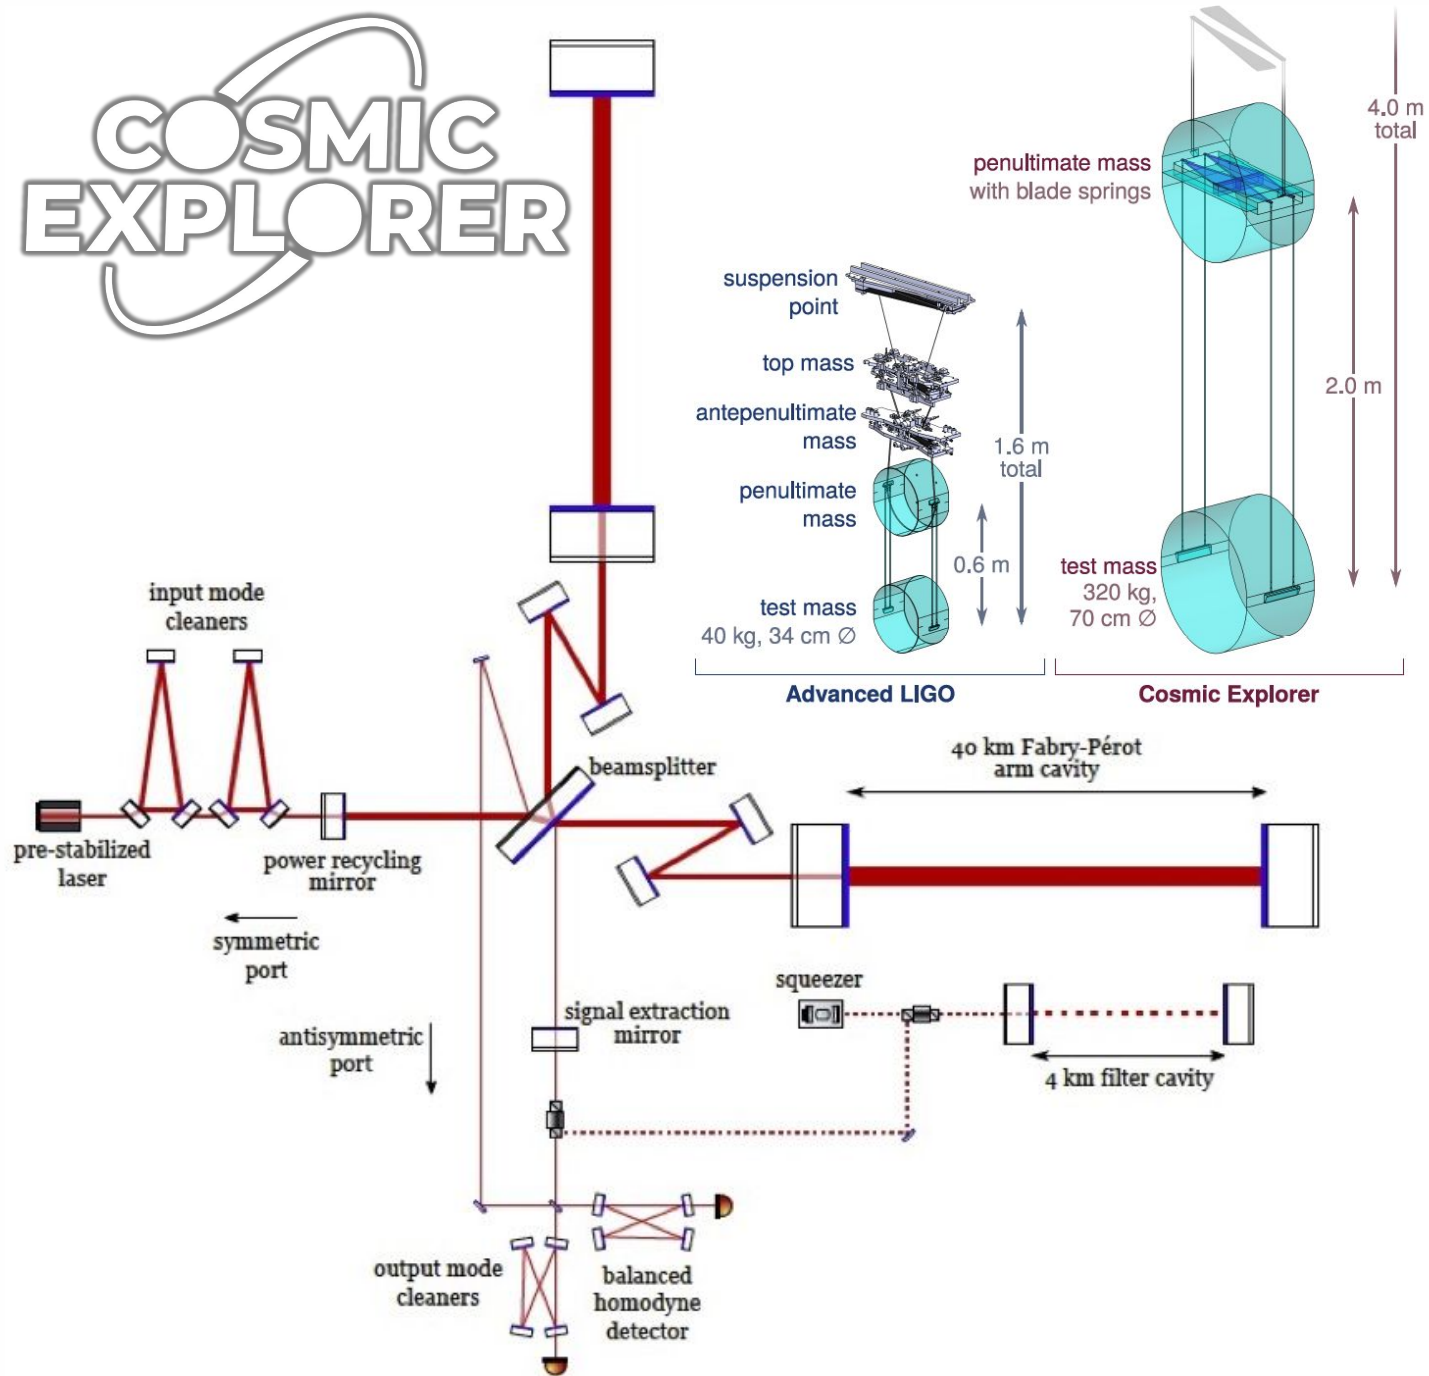 COSMIC
EXPLORER
4.0 m
total
penultimate mass
with blade springs
2.0 m
test mass
320 kg,
70 cm ∅
Cosmic Explorer
suspension
point
top mass
antepenultimate
mass
1.6 m
total
penultimate
mass
0.6 m
test mass
40 kg, 34 cm ∅
Advanced LIGO
input mode
cleaners
beamsplitter
40 km Fabry-Pérot
arm cavity
pre-stabilized
laser
power recycling
mirror
symmetric
port
squeezer
signal extraction
mirror
antisymmetric
port
4 km filter cavity
output mode
cleaners
balanced
homodyne
detector